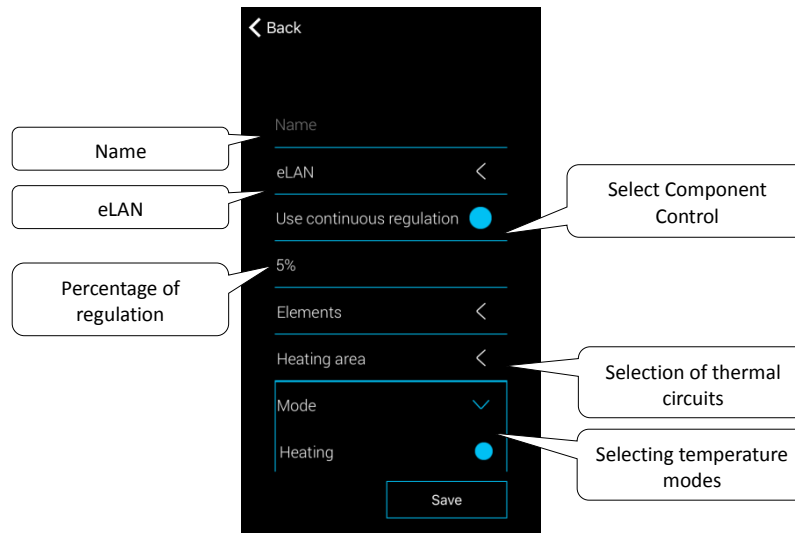 Back
Name
Name
eLAN
eLAN
Use continuous regulation
Select Component
Control
5%
Percentage of
regulation
Elements
Heating area
Selection of thermal
circuits
Mode
Heating
Selecting temperature
modes
Save